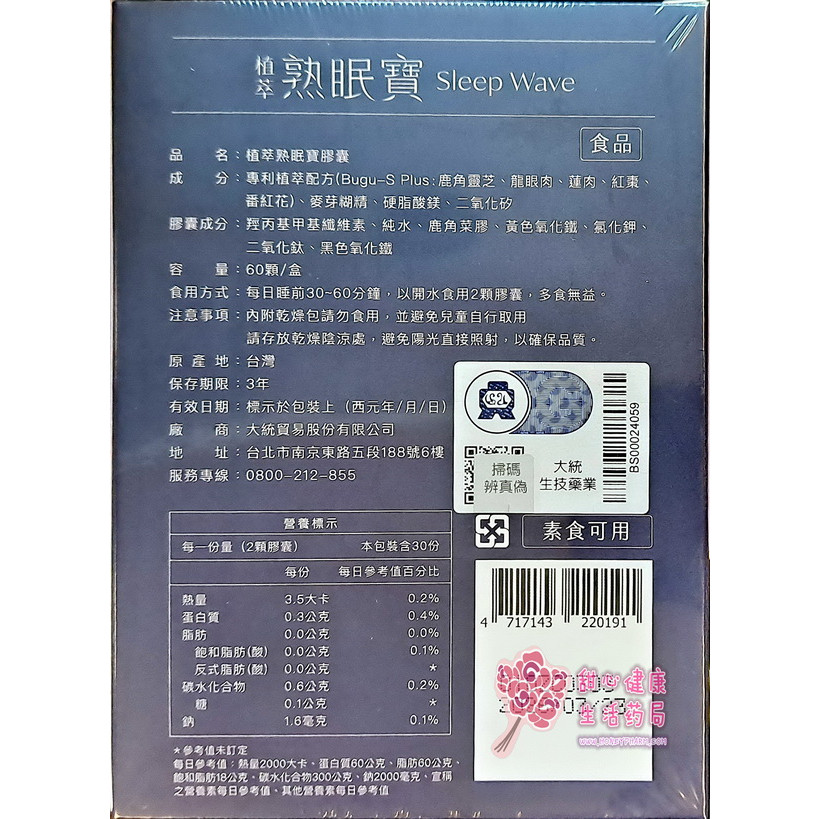 植萃 熟眠寶 Sleep Wave
食品
品名：植萃熟眠寶膠囊
成分：專利植萃配方(Bugu-S Plus:鹿角靈芝、龍眼肉、蓮肉、紅棗、
番紅花)、麥芽糊精、硬脂酸鎂、二氧化矽
膠囊成分：羥丙基甲基纖維素、純水、鹿角菜膠、黃色氧化鐵、氯化鉀、
二氧化鈦、黑色氧化鐵
容量：60顆/盒
食用方式：每日睡前30~60分鐘，以開水食用2顆膠囊，多食無益。
注意事項：內附乾燥包請勿食用，並避免兒童自行取用
請存放乾燥陰涼處，避免陽光直接照射，以確保品質。
原產地：台灣
保存期限：3年
有效日期：標示於包裝上（西元年/月/日）
廠商：大統貿易股份有限公司
地址：台北市南京東路五段188號6樓
服務專線：0800-212-855
BS00024059
掃碼
辨真偽
大統
生技藥業
素食可用
營養標示
每一份量（2顆膠囊） 本包裝含30份
每份 每日參考值百分比
熱量 3.5大卡 0.2%
蛋白質 0.3公克 0.4%
脂肪 0.0公克 0.0%
飽和脂肪(酸) 0.0公克 0.1%
反式脂肪(酸) 0.0公克 *
碳水化合物 0.6公克 0.2%
糖 0.1公克 *
鈉 1.6毫克 0.1%
*參考值未訂定
每日參考值:熱量2000大卡、蛋白質60公克、脂肪60公克、
飽和脂肪18公克、碳水化合物300公克、鈉2000毫克、宣稱
之營養素每日參考值、其他營養素每日參考值
4 717143 220191
甜心健康
生活药局
WWW.HONEYPHARM.COM